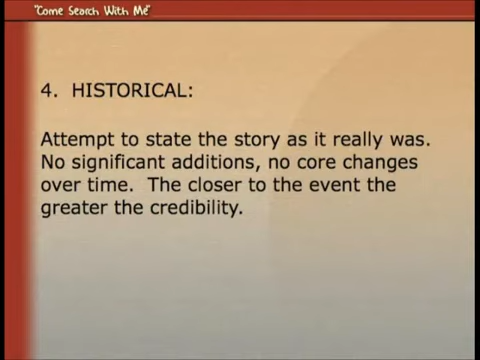 "Come Search With Me"
4. HISTORICAL:
Attempt to state the story as it really was.
No significant additions, no core changes
over time. The closer to the event the
greater the credibility.